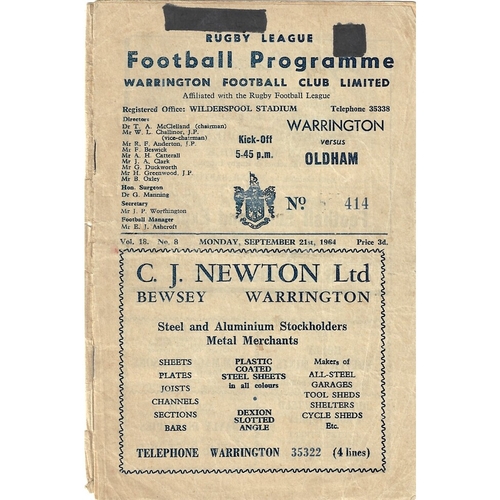 RUGBY LEAGUE
Football Programme
WARRINGTON FOOTBALL CLUB LIMITED
Affiliated with the Rugby Football League
Registered Office: WILDERSPOOL STADIUM Telephone 35338
Directors:
Dr T. A. McClelland (chairman)
Mr W. L. Challinor, J.P.
(vice-chairman)
Mr R. F. Anderton, J.P.
Mr F. Beswick
Mr A. H. Catterall
Mr J. A. Clark
Mr G. Duckworth
Mr H. Greenwood, J.P.
Mr B. Oxley
Hon. Surgeon
Dr G. Manning
Secretary
Mr J. P. Worthington
Football Manager
Mr E. J. Ashcroft
Kick-Off
5-45 p.m.
WARRINGTON
versus
OLDHAM
No 414
Vol. 18. No. 8 MONDAY, SEPTEMBER 21st, 1964 Price 3d.
C. J. NEWTON Ltd
BEWSEY WARRINGTON
Steel and Aluminium Stockholders
Metal Merchants
SHEETS
PLATES
JOISTS
CHANNELS
SECTIONS
BARS
PLASTIC
COATED
STEEL SHEETS
in all colours
*
DEXION
SLOTTED
ANGLE
Makers of
ALL-STEEL
GARAGES
TOOL SHEDS
SHELTERS
CYCLE SHEDS
Etc.
TELEPHONE WARRINGTON 35322 (4 lines)